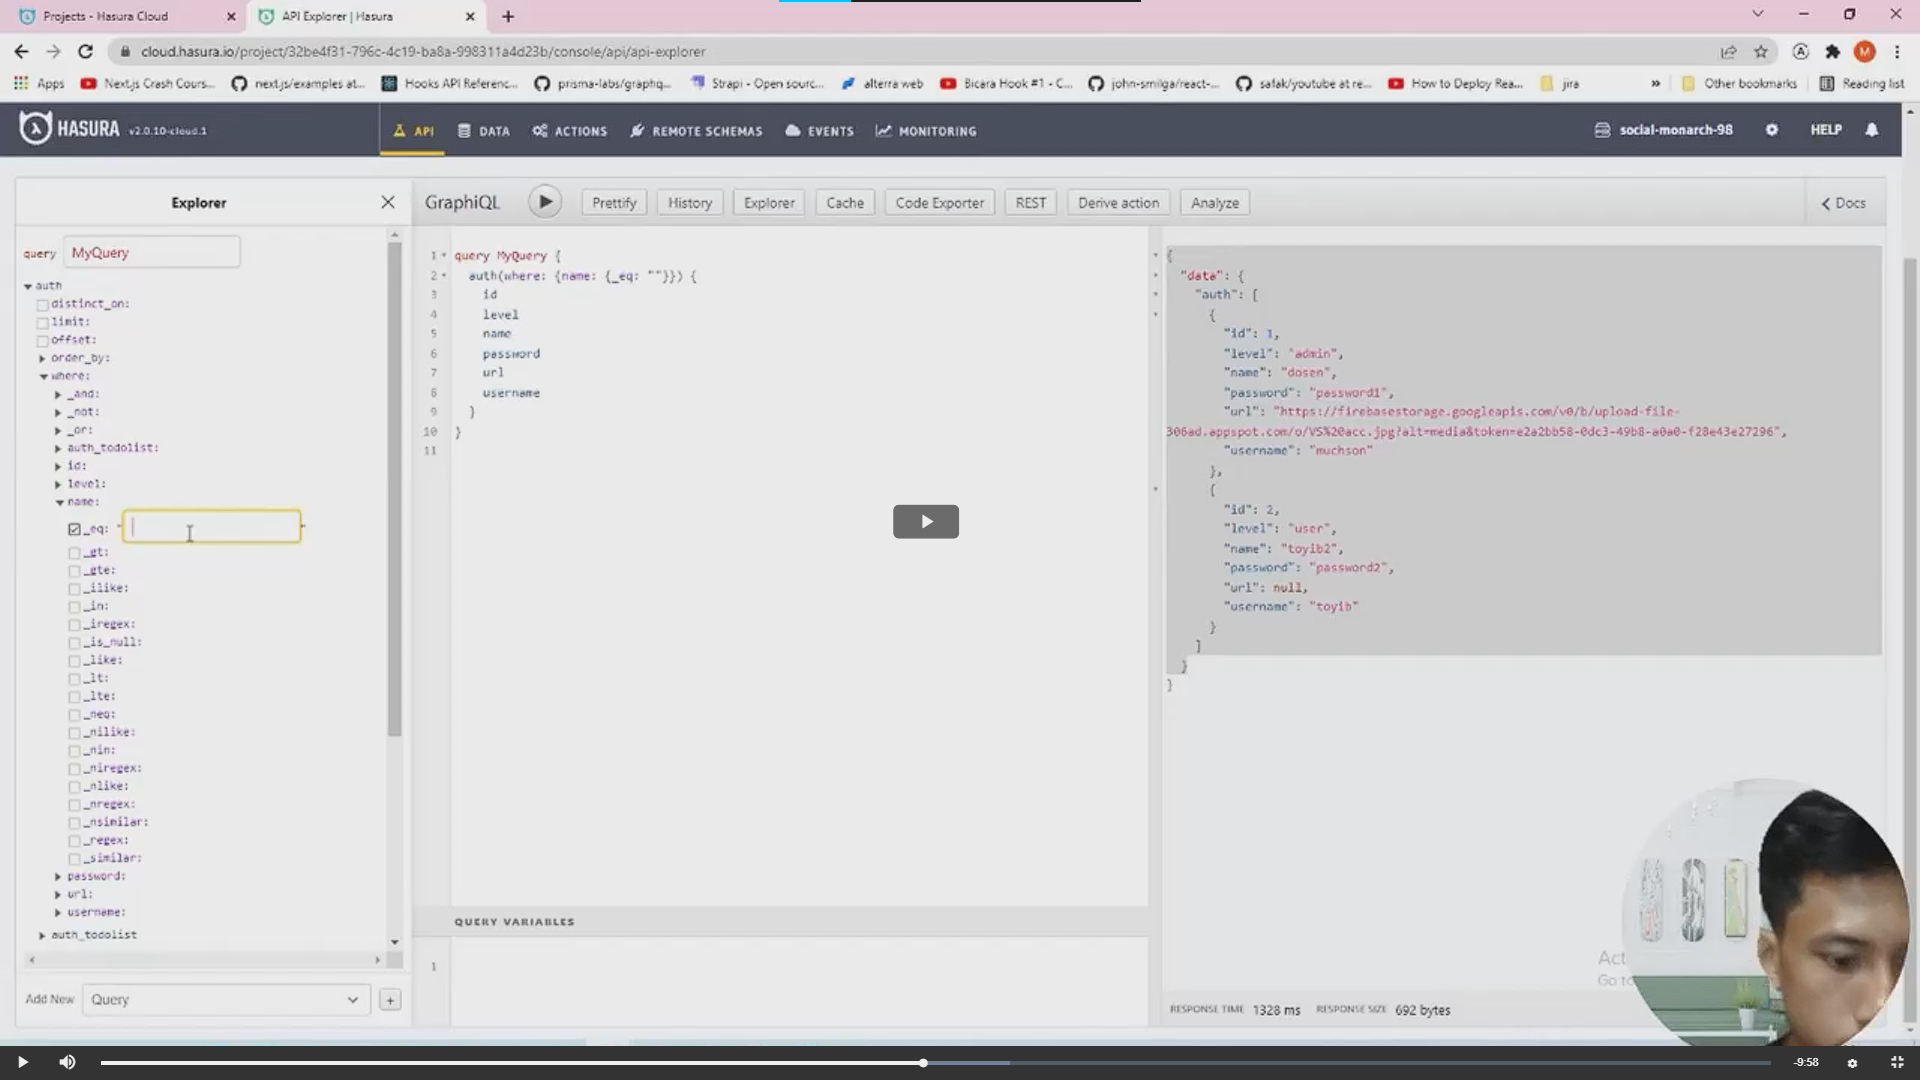 Projects - Hasura Cloud
API Explorer | Hasura
cloud.hasura.io/project/32be4f31-796c-4c19-ba8a-998311a4d23b/console/api/api-explorer
M
Apps
Next.js Crash Cours...
next.js/examples at...
Hooks API Referenc...
prisma-labs/graphq...
Strapi - Open sourc...
alterra web
Bicara Hook #1 - C...
john-smilga/react-...
safak/youtube at re...
How to Deploy Rea...
jira
»
Other bookmarks
Reading list
HASURA v2.0.10-cloud.1
API
DATA
ACTIONS
REMOTE SCHEMAS
EVENTS
MONITORING
social-monarch-98
HELP
Explorer
GraphiQL
Prettify
History
Explorer
Cache
Code Exporter
REST
Derive action
Analyze
Docs
query MyQuery
auth
distinct_on:
limit:
offset:
order_by:
where:
_and:
_not:
_or:
auth_todolist:
id:
level:
name:
_eq: " "
_gt:
_gte:
_ilike:
_in:
_iregex:
_is_null:
_like:
_lt:
_lte:
_neq:
_nilike:
_nin:
_niregex:
_nlike:
_nregex:
_nsimilar:
_regex:
_similar:
password:
url:
username:
auth_todolist
Add New Query +
1 query MyQuery {
2 auth(where: {name: {_eq: ""}}) {
3 id
4 level
5 name
6 password
7 url
8 username
9 }
10 }
11
QUERY VARIABLES
1
{
"data": {
"auth": [
{
"id": 1,
"level": "admin",
"name": "dosen",
"password": "password1",
"url": "https://firebasestorage.googleapis.com/v0/b/upload-file-
306ad.appspot.com/o/VS%20acc.jpg?alt=media&token=e2a2bb58-0dc3-49b8-a0a0-f28e43e27296",
"username": "muchson"
},
{
"id": 2,
"level": "user",
"name": "toyib2",
"password": "password2",
"url": null,
"username": "toyib"
}
]
}
}
RESPONSE TIME 1328 ms RESPONSE SIZE 692 bytes
Act
Go to
-9:58